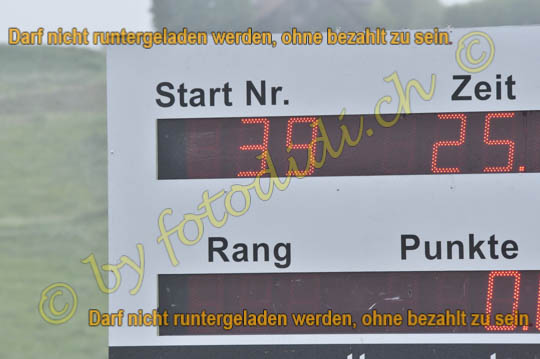 Darf nicht runtergeladen werden, ohne bezahlt zu sein.
Start Nr. Zeit
39 25.
© by fotodidi.ch ©
Rang Punkte
0.
Darf nicht runtergeladen werden, ohne bezahlt zu sein